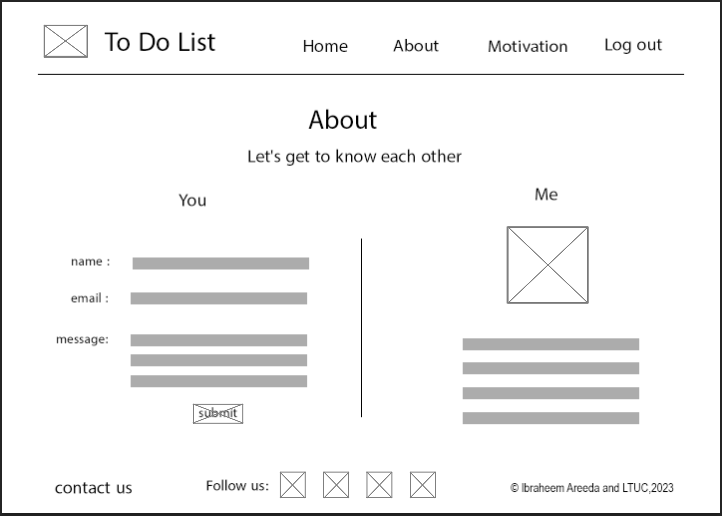 To Do List
Home About Motivation Log out
About
Let's get to know each other
You
Me
name :
email :
message:
submit
contact us
Follow us:
© Ibraheem Areeda and LTUC,2023